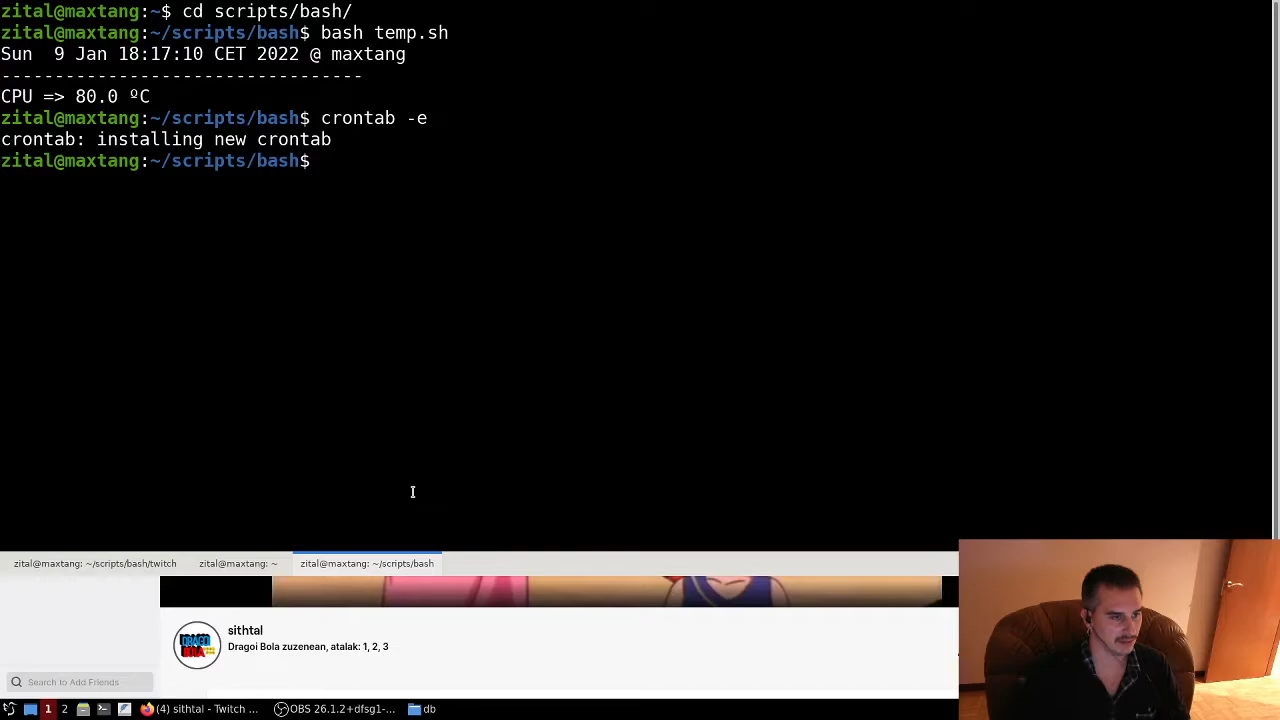 zital@maxtang:~$ cd scripts/bash/
zital@maxtang:~/scripts/bash$ bash temp.sh
Sun  9 Jan 18:17:10 CET 2022 @ maxtang
----------------------------------
CPU => 80.0 ºC
zital@maxtang:~/scripts/bash$ crontab -e
crontab: installing new crontab
zital@maxtang:~/scripts/bash$
zital@maxtang: ~/scripts/bash/twitch zital@maxtang: ~ zital@maxtang: ~/scripts/bash
DRAGOI BOLA
sithtal
Dragoi Bola zuzenean, atalak: 1, 2, 3
Search to Add Friends
1 2 (4) sithtal - Twitch ... OBS 26.1.2+dfsg1-... db